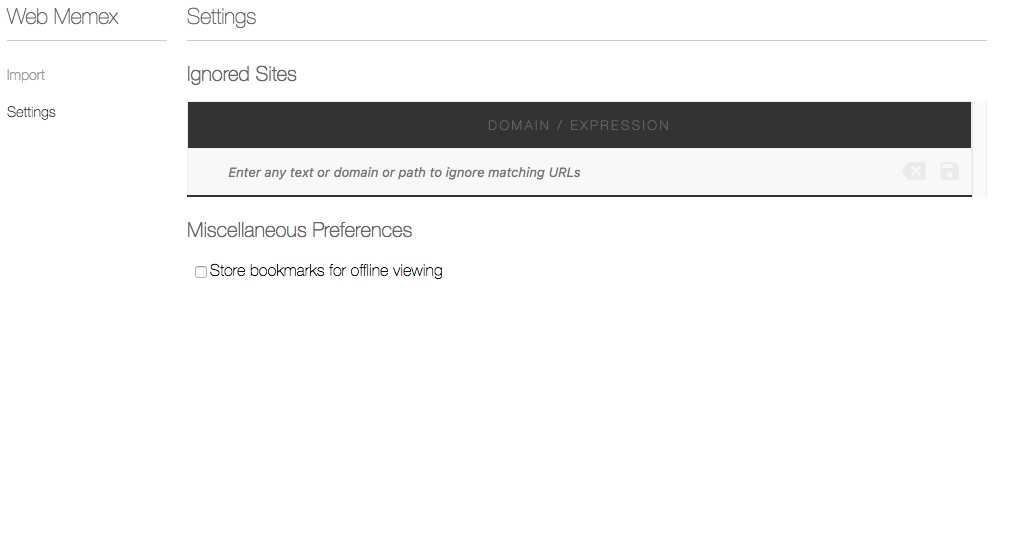 Web Memex
Settings
Import
Settings
Ignored Sites
DOMAIN / EXPRESSION
Enter any text or domain or path to ignore matching URLs
Miscellaneous Preferences
Store bookmarks for offline viewing